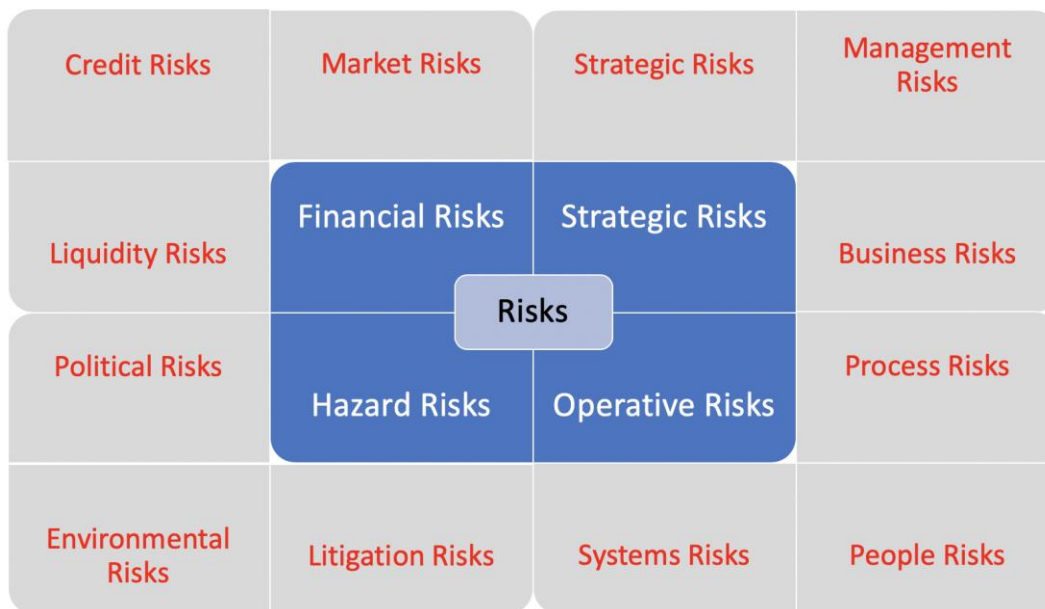 Credit Risks
Market Risks
Strategic Risks
Management
Risks
Liquidity Risks
Financial Risks
Strategic Risks
Business Risks
Risks
Political Risks
Hazard Risks
Operative Risks
Process Risks
Environmental
Risks
Litigation Risks
Systems Risks
People Risks